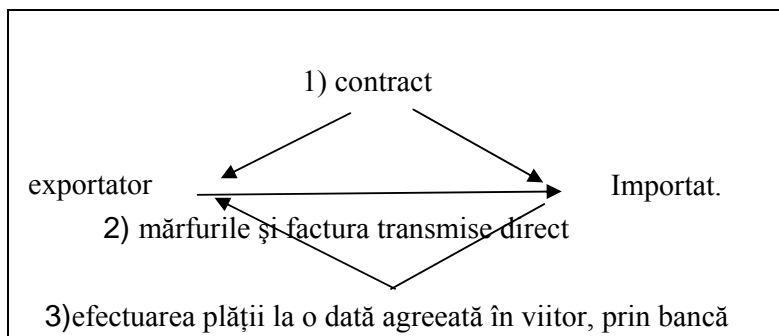 1) contract
exportator Importat.
2) mărfurile şi factura transmise direct
3)efectuarea plății la o dată agreeată în viitor, prin bancă